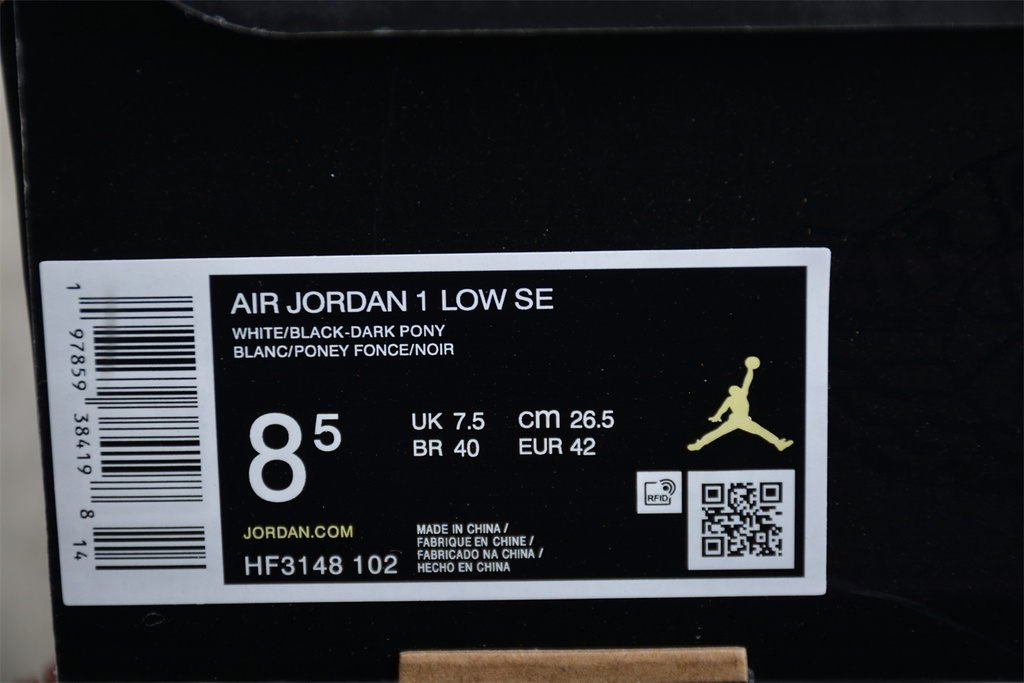 1 97859 38419 8 14
AIR JORDAN 1 LOW SE
WHITE/BLACK-DARK PONY
BLANC/PONEY FONCE/NOIR
8 5
UK 7.5 cm 26.5
BR 40 EUR 42
RFID
JORDAN.COM
HF3148 102
MADE IN CHINA /
FABRIQUE EN CHINE /
FABRICADO NA CHINA /
HECHO EN CHINA